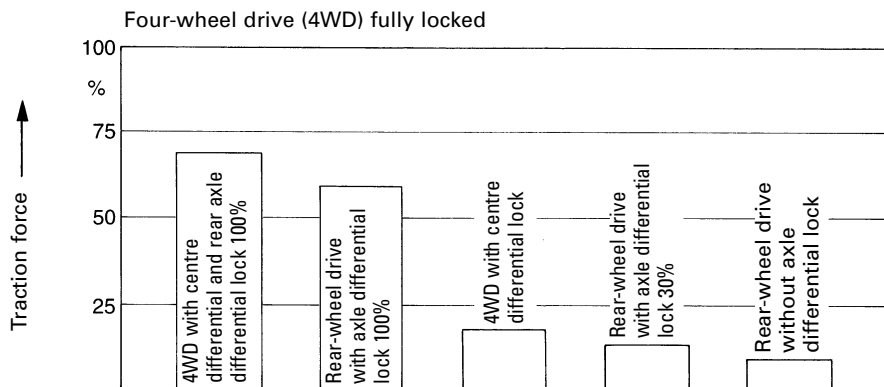 Four-wheel drive (4WD) fully locked
100
%
75
50
25
Traction force
4WD with centre
differential and rear axle
differential lock 100%
Rear-wheel drive
with axle differential
lock 100%
4WD with centre
differential lock
Rear-wheel drive
with axle differential
lock 30%
Rear-wheel drive
without axle
differential lock